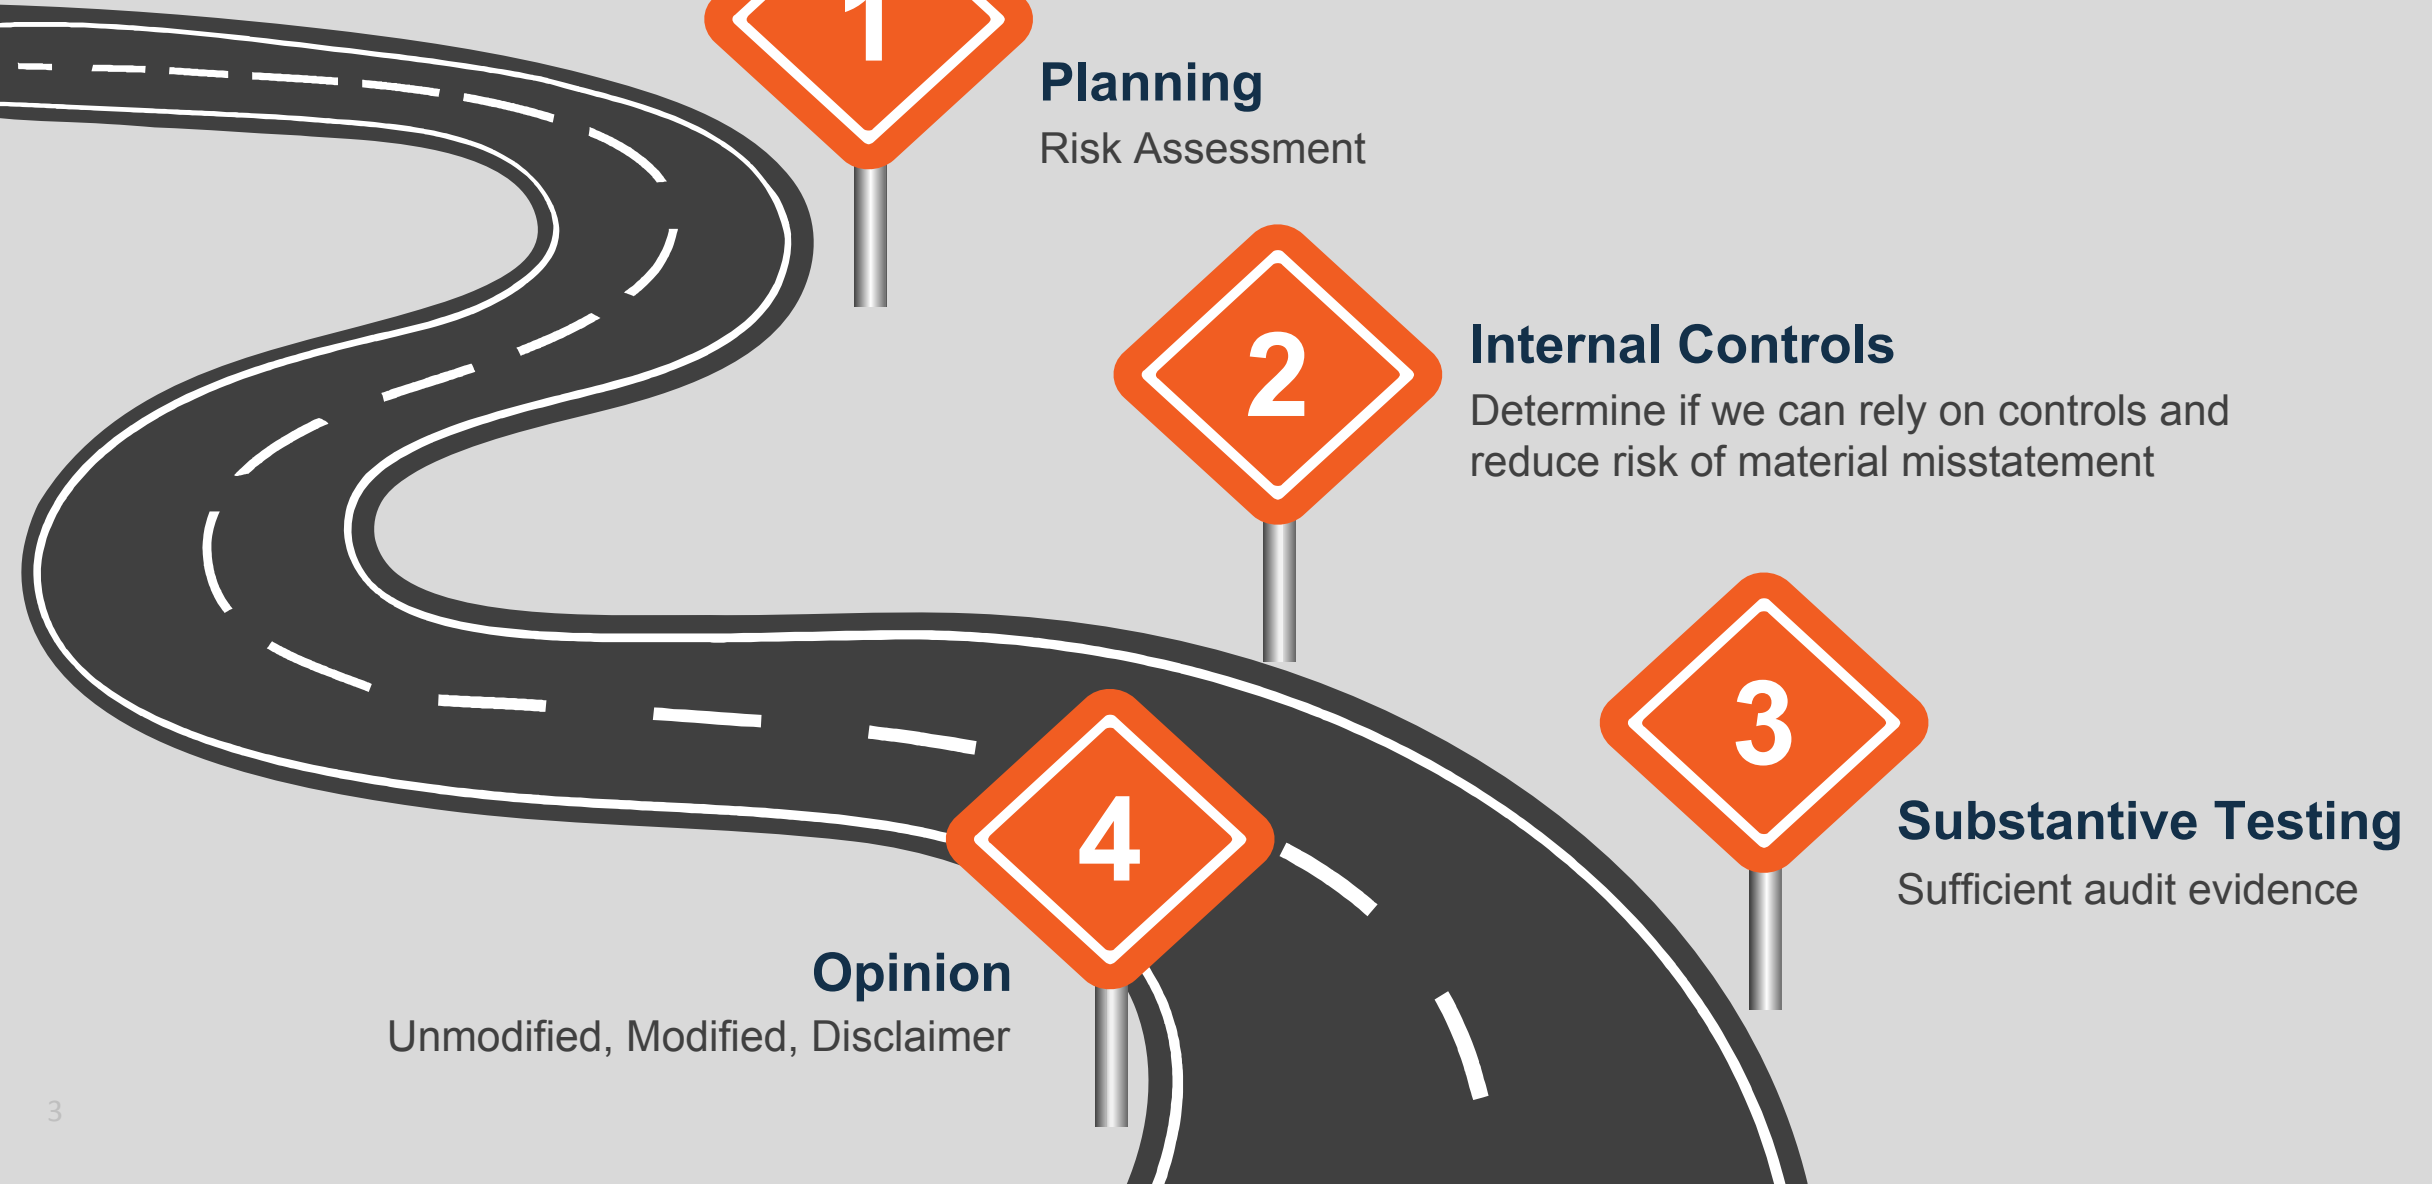 1
Planning
Risk Assessment
2
Internal Controls
Determine if we can rely on controls and
reduce risk of material misstatement
3
Substantive Testing
Sufficient audit evidence
4
Opinion
Unmodified, Modified, Disclaimer
3